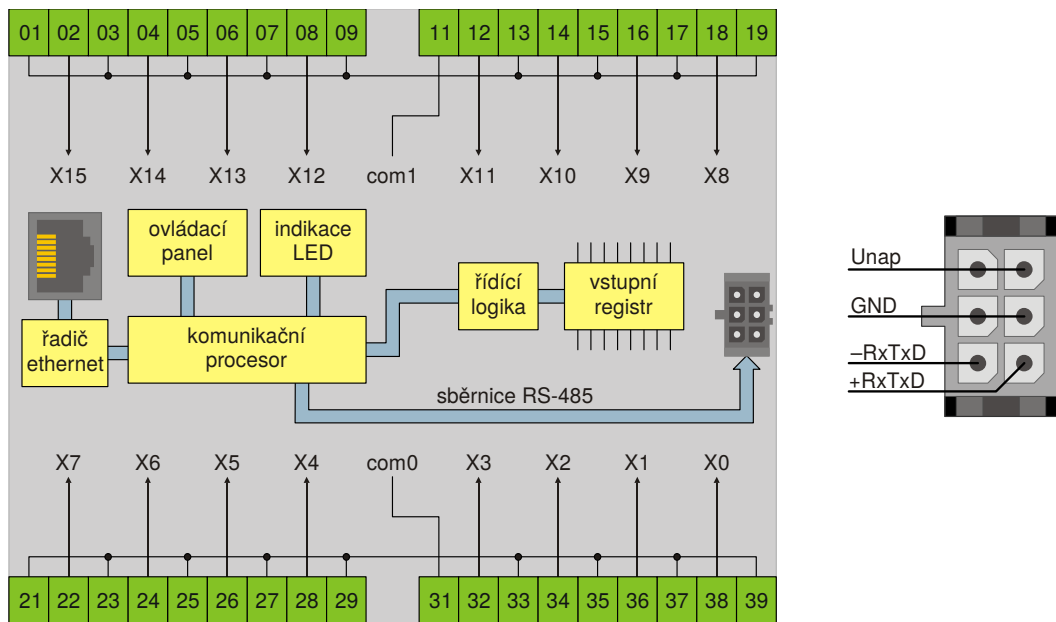 01 02 03 04 05 06 07 08 09 11 12 13 14 15 16 17 18 19
X15 X14 X13 X12 com1 X11 X10 X9 X8
ovládací
panel
indikace
LED
řídící
logika
vstupní
registr
řadič
ethernet
komunikační
procesor
sběrnice RS-485
X7 X6 X5 X4 com0 X3 X2 X1 X0
21 22 23 24 25 26 27 28 29 31 32 33 34 35 36 37 38 39
Unap
GND
–RxTxD
+RxTxD